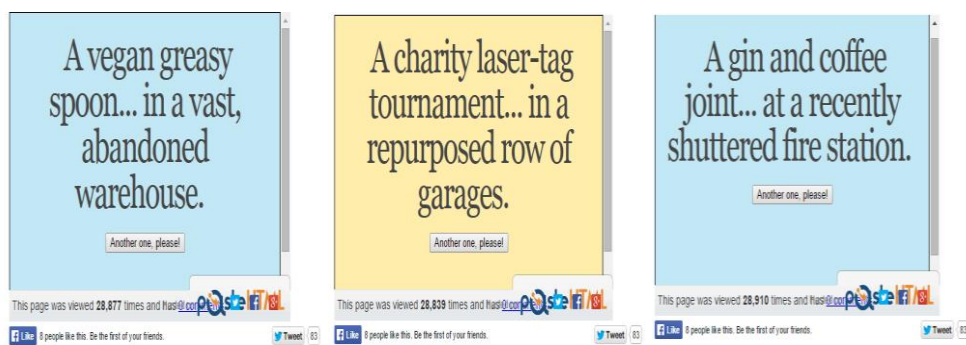 A vegan greasy
spoon... in a vast,
abandoned
warehouse.
Another one, please!
This page was viewed 28,877 times and
Like 8 people like this. Be the first of your friends.
Tweet 83
A charity laser-tag
tournament... in a
repurposed row of
garages.
Another one, please!
This page was viewed 28,839 times and
Like 8 people like this. Be the first of your friends.
Tweet 83
A gin and coffee
joint... at a recently
shuttered fire station.
Another one, please!
This page was viewed 28,910 times and
Like 8 people like this. Be the first of your friends.
Tweet 83